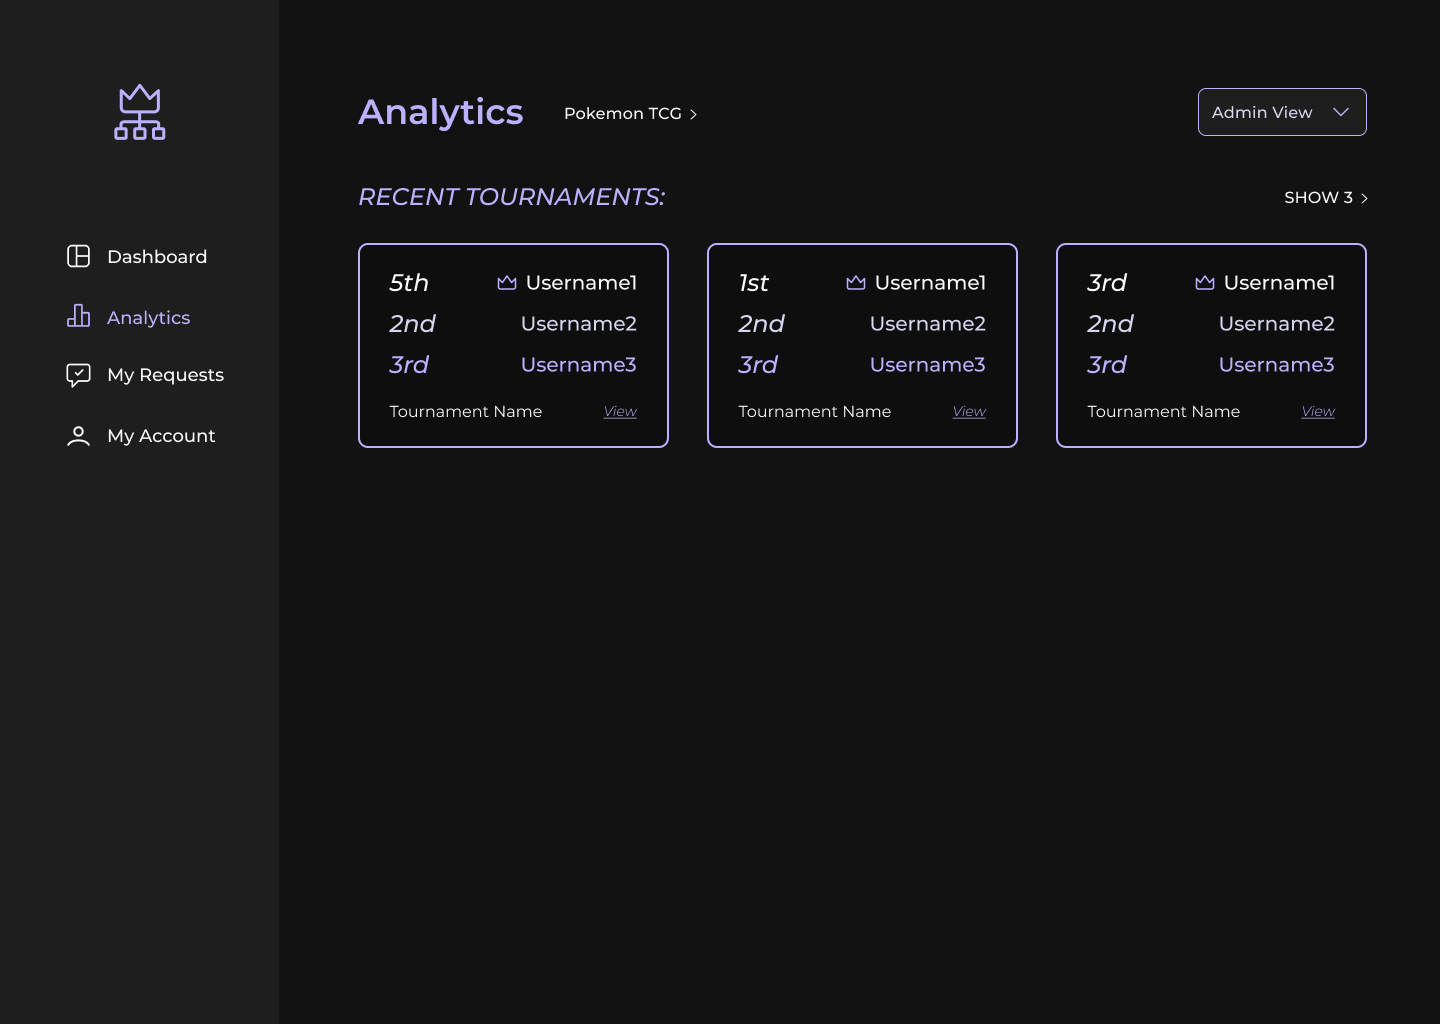 Analytics
Pokemon TCG
Admin View
RECENT TOURNAMENTS:
SHOW 3
Dashboard
Analytics
My Requests
My Account
5th Username1
2nd Username2
3rd Username3
Tournament Name View
1st Username1
2nd Username2
3rd Username3
Tournament Name View
3rd Username1
2nd Username2
3rd Username3
Tournament Name View